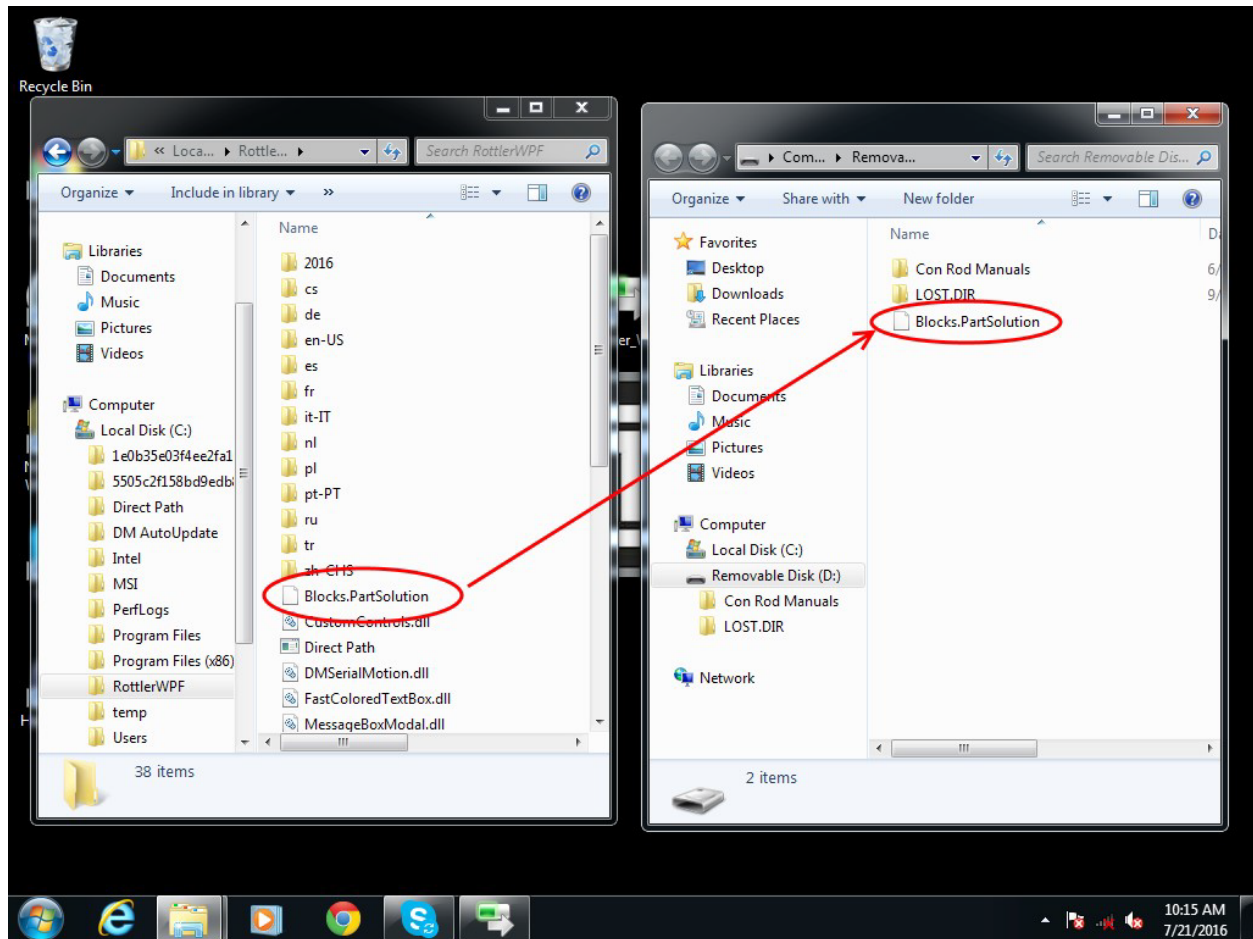 Recycle Bin
« Loca... ▸ Rottle... ▸
Search RottlerWPF
Organize
Include in library
»
Name
Libraries
Documents
Music
Pictures
Videos
Computer
Local Disk (C:)
1e0b35e03f4ee2fa1
5505c2f158bd9edb
Direct Path
DM AutoUpdate
Intel
MSI
PerfLogs
Program Files
Program Files (x86)
RottlerWPF
temp
Users
2016
cs
de
en-US
es
fr
it-IT
nl
pl
pt-PT
ru
tr
zh-CHS
Blocks.PartSolution
CustomControls.dll
Direct Path
DMSerialMotion.dll
FastColoredTextBox.dll
MessageBoxModal.dll
38 items
er_
▸ Com... ▸ Remova...
Search Removable Dis...
Organize
Share with
New folder
Name
Da
Favorites
Desktop
Downloads
Recent Places
Libraries
Documents
Music
Pictures
Videos
Computer
Local Disk (C:)
Removable Disk (D:)
Con Rod Manuals
LOST.DIR
Network
Con Rod Manuals
6/
LOST.DIR
9/
Blocks.PartSolution
2 items
10:15 AM
7/21/2016